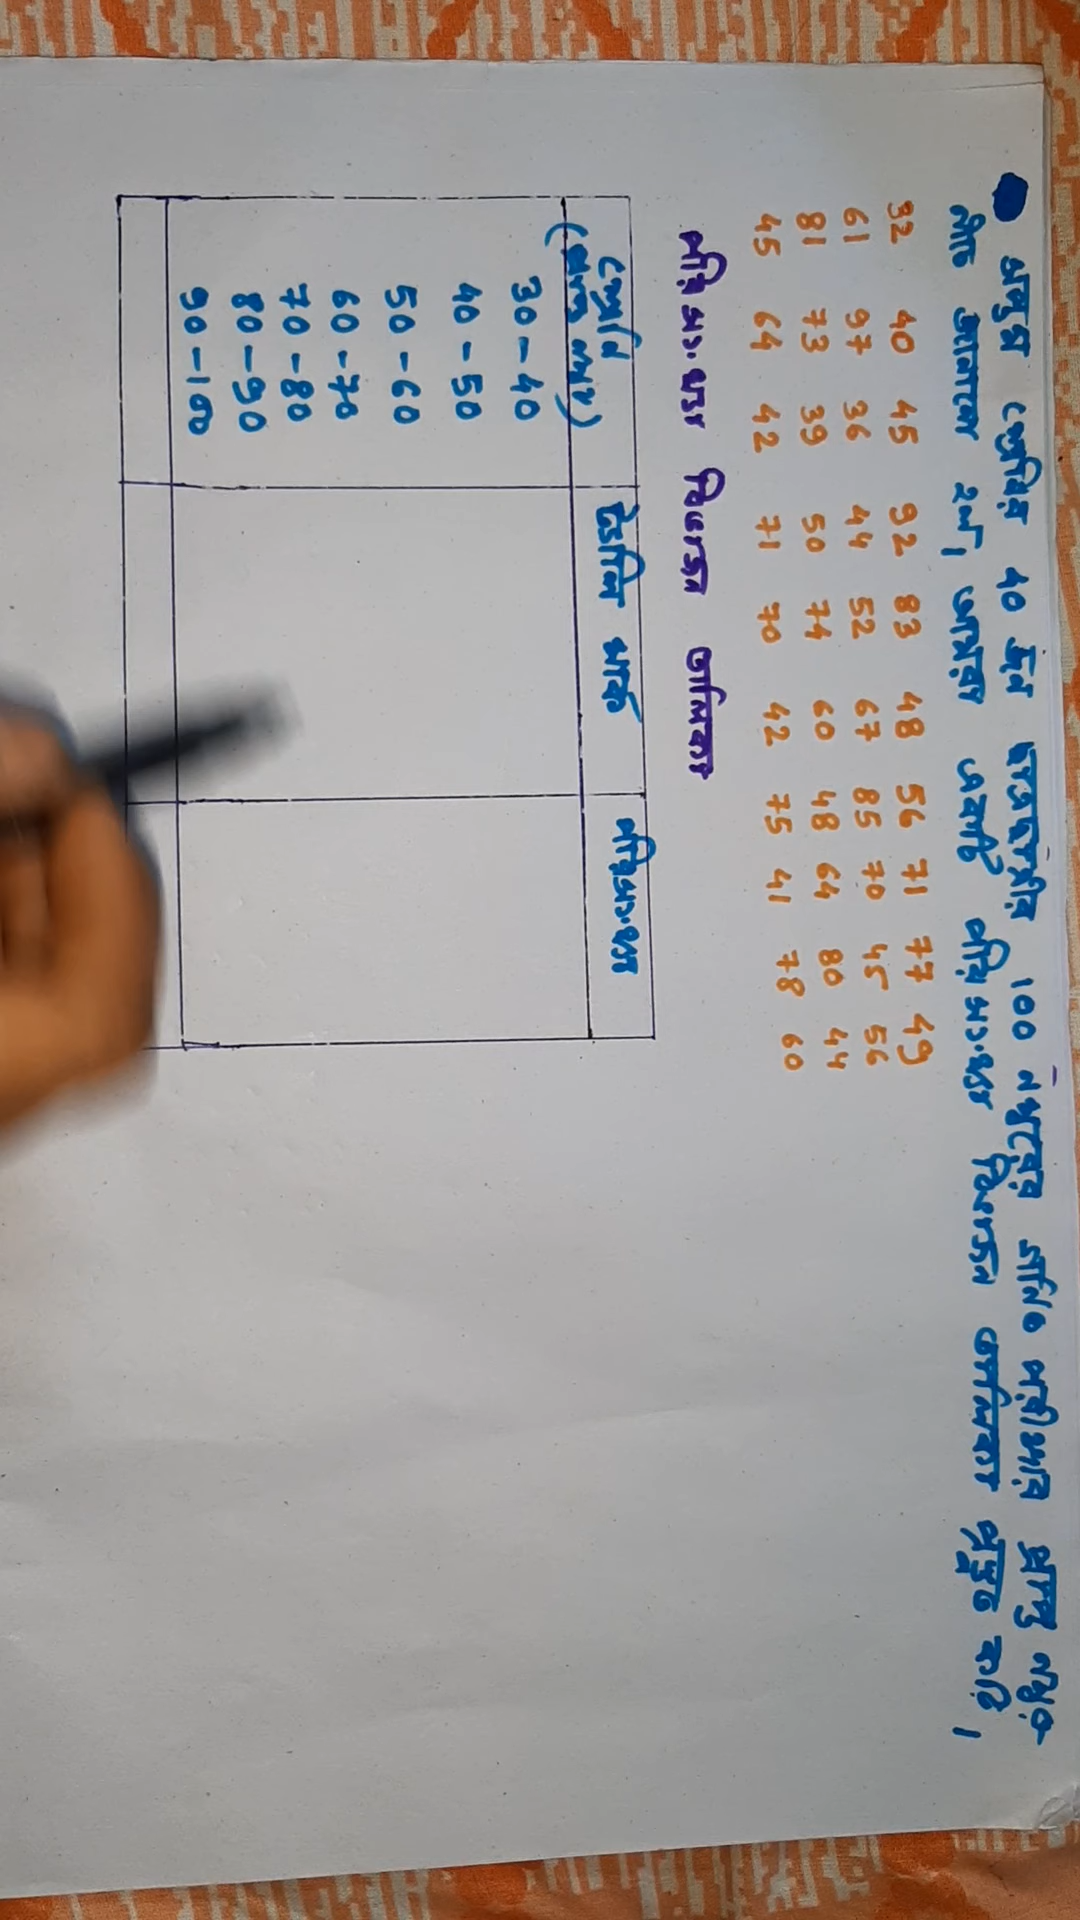 অষ্টম শ্রেণির 40 জন ছাত্রছাত্রীর 100 নম্বরের গণিত পরীক্ষার প্রাপ্ত নম্বর
নীচে জানানো হল, আমরা একটি পরিসংখ্যা বিভাজন তালিকা প্রস্তুত করি।
32 40 45 92 83 48 56 71 77 49
61 97 36 44 52 67 85 70 45 56
81 73 39 50 74 60 48 64 80 44
45 64 42 71 70 42 75 41 78 60
পরিসংখ্যা বিভাজন তালিকা
শ্রেণি ট্যালি মার্ক পরিসংখ্যা
(প্রাপ্ত নম্বর)
30 - 40
40 - 50
50 - 60
60 - 70
70 - 80
80 - 90
90 - 100